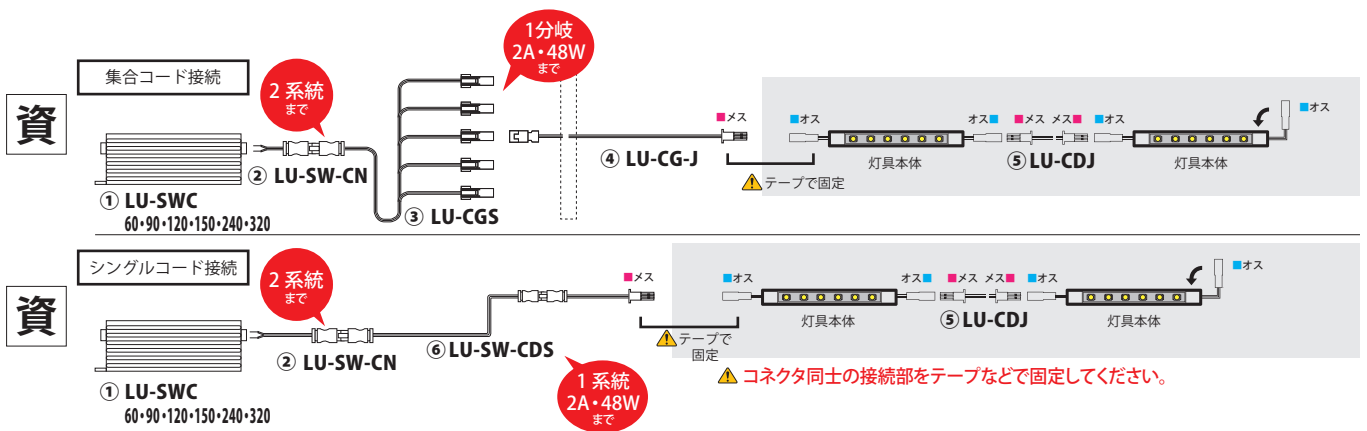 資
集合コード接続
2 系統
まで
1分岐
2A・48W
まで
① LU-SWC
60・90・120・150・240・320
② LU-SW-CN
③ LU-CGS
④ LU-CG-J
■メス
■オス
⚠ テープで固定
灯具本体
オス■
■メス メス■
⑤ LU-CDJ
■オス
灯具本体
■オス
資
シングルコード接続
2 系統
まで
① LU-SWC
60・90・120・150・240・320
② LU-SW-CN
⑥ LU-SW-CDS
1 系統
2A・48W
まで
■メス
■オス
⚠ テープで
固定
灯具本体
オス■
■メス メス■
⑤ LU-CDJ
■オス
灯具本体
■オス
⚠ コネクタ同士の接続部をテープなどで固定してください。